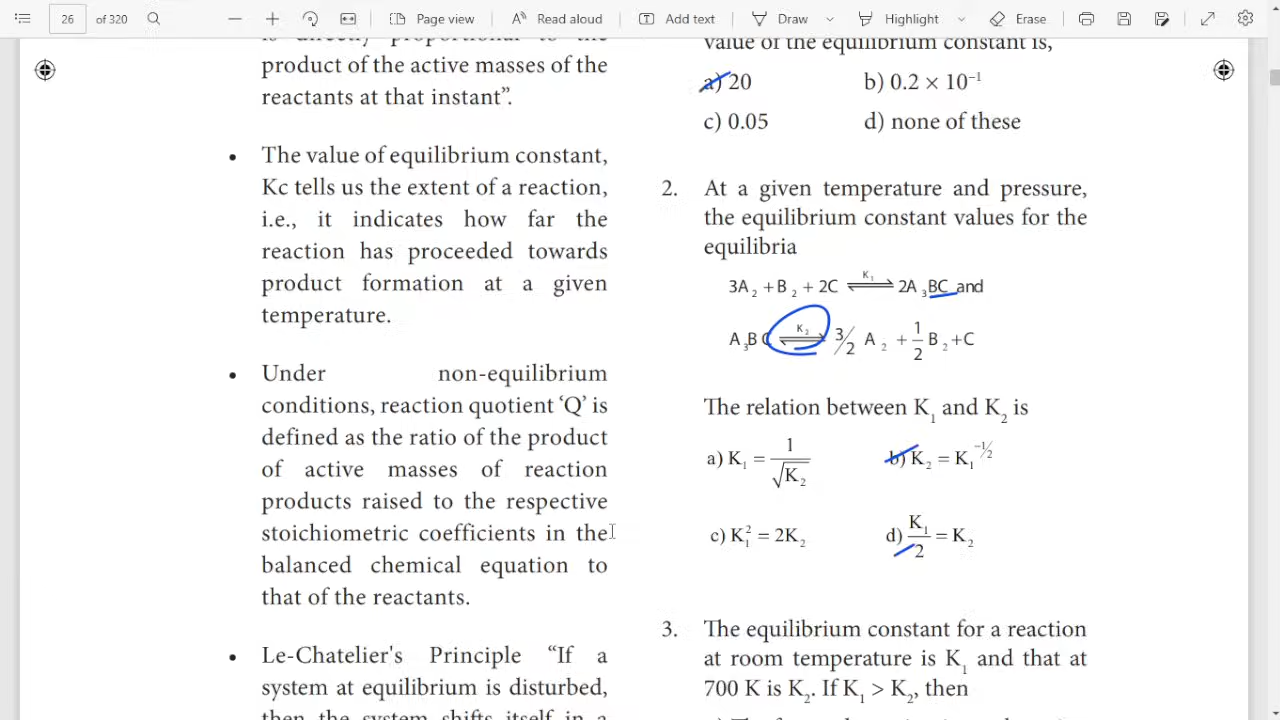 26 of 320 Page view Read aloud Add text Draw Highlight Erase
product of the active masses of the
reactants at that instant”.
• The value of equilibrium constant,
Kc tells us the extent of a reaction,
i.e., it indicates how far the
reaction has proceeded towards
product formation at a given
temperature.
• Under non-equilibrium
conditions, reaction quotient ‘Q’ is
defined as the ratio of the product
of active masses of reaction
products raised to the respective
stoichiometric coefficients in the
balanced chemical equation to
that of the reactants.
• Le-Chatelier's Principle “If a
system at equilibrium is disturbed,
then the system shifts itself in a
value of the equilibrium constant is,
a) 20 b) 0.2 × 10⁻¹
c) 0.05 d) none of these
2. At a given temperature and pressure,
the equilibrium constant values for the
equilibria
3A₂ + B₂ + 2C ⇌ (K₁) 2A₃BC and
A₃BC ⇌ (K₂) 3/2 A₂ + 1/2 B₂ + C
The relation between K₁ and K₂ is
a) K₁ = 1/√K₂ b) K₂ = K₁^(−1/2)
c) K₁² = 2K₂ d) K₁/2 = K₂
3. The equilibrium constant for a reaction
at room temperature is K₁ and that at
700 K is K₂. If K₁ > K₂, then